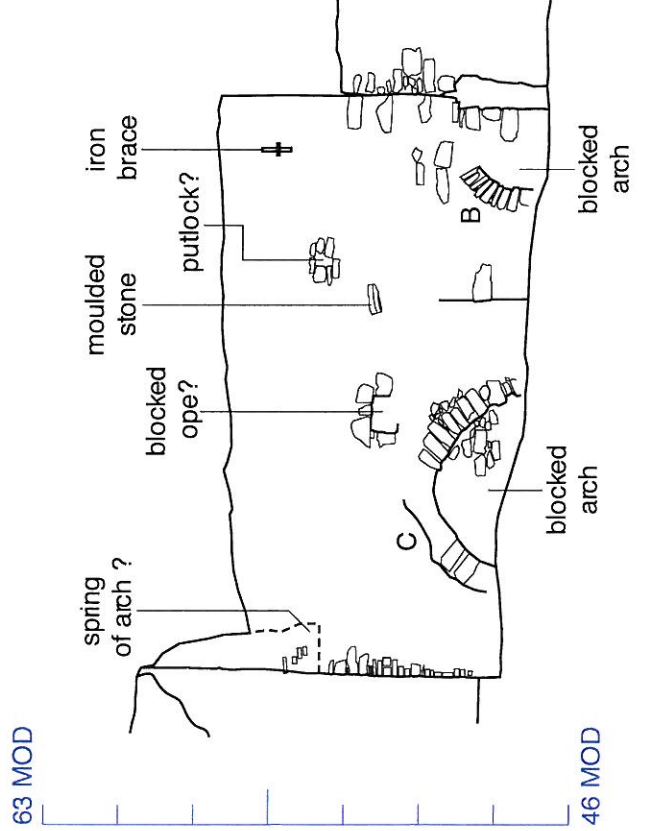 63 MOD
spring
of arch ?
blocked
ope?
moulded
stone
putlock?
iron
brace
C
B
blocked
arch
blocked
arch
46 MOD